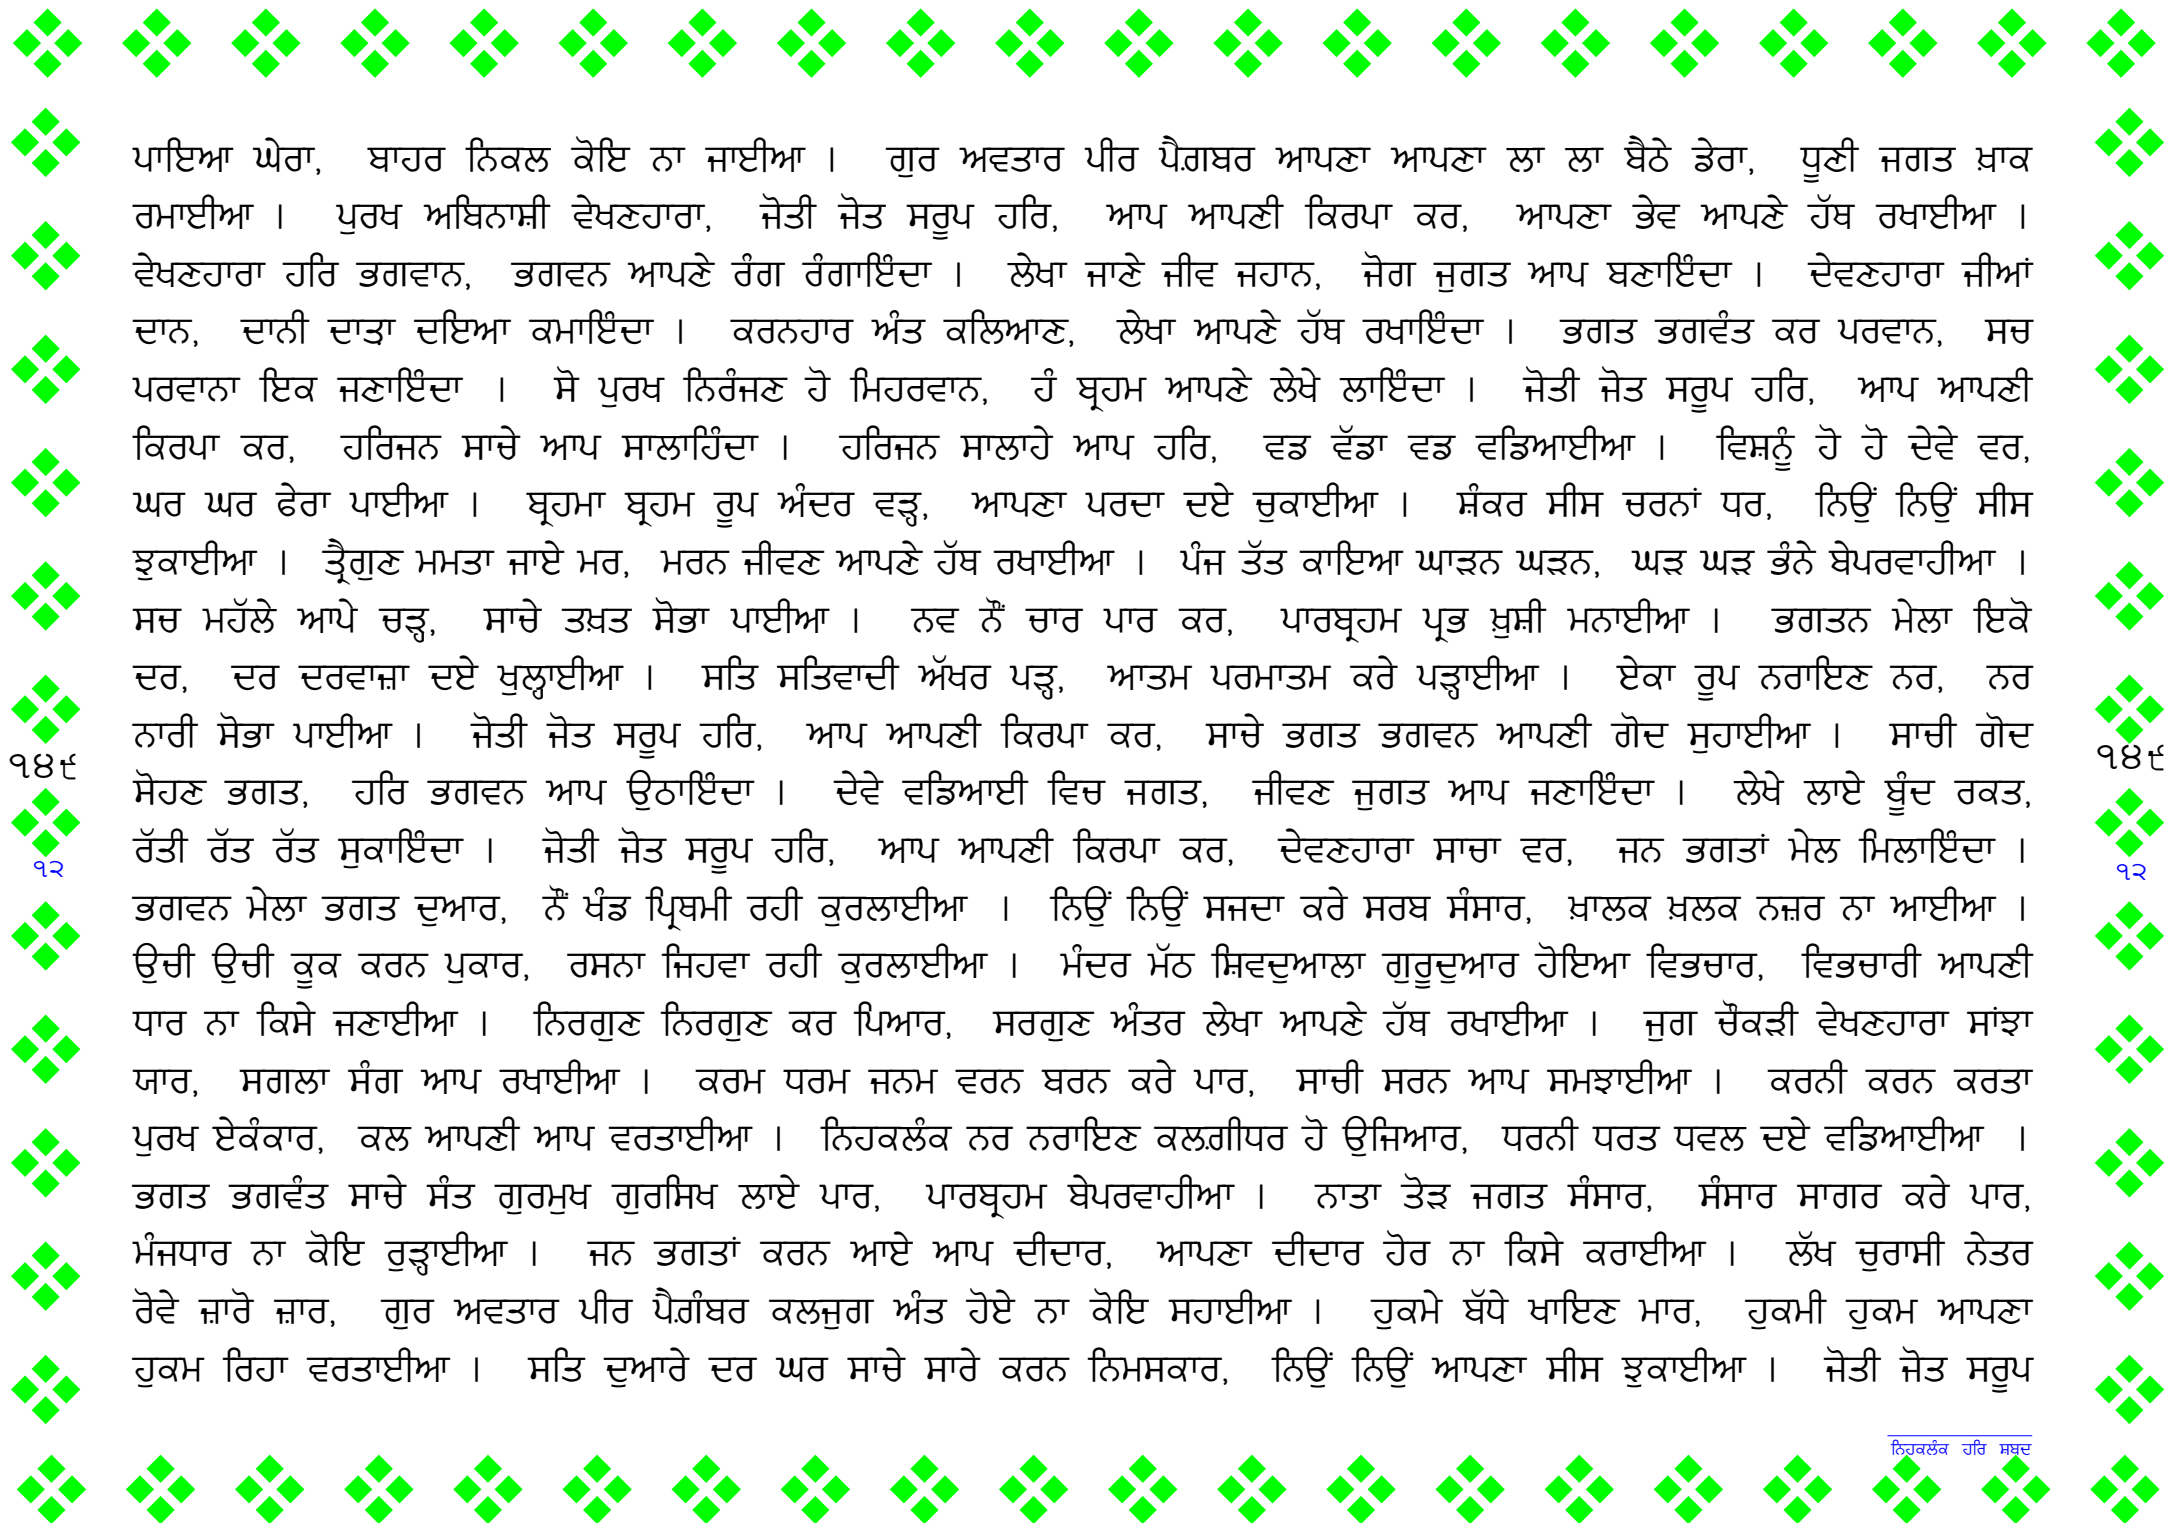 ਪਾਇਆ ਘੇਰਾ, ਬਾਹਰ ਨਿਕਲ ਕੋਇ ਨਾ ਜਾਈਆ । ਗੁਰ ਅਵਤਾਰ ਪੀਰ ਪੈਗ਼ਬਰ ਆਪਣਾ ਆਪਣਾ ਲਾ ਲਾ ਬੈਠੇ ਡੇਰਾ, ਧੂਣੀ ਜਗਤ ਖ਼ਾਕ
ਰਮਾਈਆ । ਪੁਰਖ ਅਬਿਨਾਸ਼ੀ ਵੇਖਣਹਾਰਾ, ਜੋਤੀ ਜੋਤ ਸਰੂਪ ਹਰਿ, ਆਪ ਆਪਣੀ ਕਿਰਪਾ ਕਰ, ਆਪਣਾ ਭੇਵ ਆਪਣੇ ਹੱਥ ਰਖਾਈਆ ।
ਵੇਖਣਹਾਰਾ ਹਰਿ ਭਗਵਾਨ, ਭਗਵਨ ਆਪਣੇ ਰੰਗ ਰੰਗਾਇੰਦਾ । ਲੇਖਾ ਜਾਣੇ ਜੀਵ ਜਹਾਨ, ਜੋਗ ਜੁਗਤ ਆਪ ਬਣਾਇੰਦਾ । ਦੇਵਣਹਾਰਾ ਜੀਆਂ
ਦਾਨ, ਦਾਨੀ ਦਾਤਾ ਦਇਆ ਕਮਾਇੰਦਾ । ਕਰਨਹਾਰ ਅੰਤ ਕਲਿਆਣ, ਲੇਖਾ ਆਪਣੇ ਹੱਥ ਰਖਾਇੰਦਾ । ਭਗਤ ਭਗਵੰਤ ਕਰ ਪਰਵਾਨ, ਸਚ
ਪਰਵਾਨਾ ਇਕ ਜਣਾਇੰਦਾ । ਸੋ ਪੁਰਖ ਨਿਰੰਜਣ ਹੋ ਮਿਹਰਵਾਨ, ਹੰ ਬ੍ਰਹਮ ਆਪਣੇ ਲੇਖੇ ਲਾਇੰਦਾ । ਜੋਤੀ ਜੋਤ ਸਰੂਪ ਹਰਿ, ਆਪ ਆਪਣੀ
ਕਿਰਪਾ ਕਰ, ਹਰਿਜਨ ਸਾਚੇ ਆਪ ਸਾਲਾਹਿੰਦਾ । ਹਰਿਜਨ ਸਾਲਾਹੇ ਆਪ ਹਰਿ, ਵਡ ਵੱਡਾ ਵਡ ਵਡਿਆਈਆ । ਵਿਸ਼ਨੂੰ ਹੋ ਹੋ ਦੇਵੇ ਵਰ,
ਘਰ ਘਰ ਫੇਰਾ ਪਾਈਆ । ਬ੍ਰਹਮਾ ਬ੍ਰਹਮ ਰੂਪ ਅੰਦਰ ਵੜ੍ਹ, ਆਪਣਾ ਪਰਦਾ ਦਏ ਚੁਕਾਈਆ । ਸ਼ੰਕਰ ਸੀਸ ਚਰਨਾਂ ਧਰ, ਨਿਉਂ ਨਿਉਂ ਸੀਸ
ਝੁਕਾਈਆ । ਤ੍ਰੈਗੁਣ ਮਮਤਾ ਜਾਏ ਮਰ, ਮਰਨ ਜੀਵਣ ਆਪਣੇ ਹੱਥ ਰਖਾਈਆ । ਪੰਜ ਤੱਤ ਕਾਇਆ ਘਾੜਨ ਘੜਨ, ਘੜ ਘੜ ਭੰਨੇ ਬੇਪਰਵਾਹੀਆ ।
ਸਚ ਮਹੱਲੇ ਆਪੇ ਚੜ੍ਹ, ਸਾਚੇ ਤਖ਼ਤ ਸੋਭਾ ਪਾਈਆ । ਨਵ ਨੌਂ ਚਾਰ ਪਾਰ ਕਰ, ਪਾਰਬ੍ਰਹਮ ਪ੍ਰਭ ਖ਼ੁਸ਼ੀ ਮਨਾਈਆ । ਭਗਤਨ ਮੇਲਾ ਇਕੋ
ਦਰ, ਦਰ ਦਰਵਾਜ਼ਾ ਦਏ ਖੁਲ੍ਹਾਈਆ । ਸਤਿ ਸਤਿਵਾਦੀ ਅੱਖਰ ਪੜ੍ਹ, ਆਤਮ ਪਰਮਾਤਮ ਕਰੇ ਪੜ੍ਹਾਈਆ । ਏਕਾ ਰੂਪ ਨਰਾਇਣ ਨਰ, ਨਰ
ਨਾਰੀ ਸੋਭਾ ਪਾਈਆ । ਜੋਤੀ ਜੋਤ ਸਰੂਪ ਹਰਿ, ਆਪ ਆਪਣੀ ਕਿਰਪਾ ਕਰ, ਸਾਚੇ ਭਗਤ ਭਗਵਨ ਆਪਣੀ ਗੋਦ ਸੁਹਾਈਆ । ਸਾਚੀ ਗੋਦ
੧੪੯ ੧੪੯
ਸੋਹਣ ਭਗਤ, ਹਰਿ ਭਗਵਨ ਆਪ ਉਠਾਇੰਦਾ । ਦੇਵੇ ਵਡਿਆਈ ਵਿਚ ਜਗਤ, ਜੀਵਣ ਜੁਗਤ ਆਪ ਜਣਾਇੰਦਾ । ਲੇਖੇ ਲਾਏ ਬੂੰਦ ਰਕਤ,
ਰੱਤੀ ਰੱਤ ਰੱਤ ਸੁਕਾਇੰਦਾ । ਜੋਤੀ ਜੋਤ ਸਰੂਪ ਹਰਿ, ਆਪ ਆਪਣੀ ਕਿਰਪਾ ਕਰ, ਦੇਵਣਹਾਰਾ ਸਾਚਾ ਵਰ, ਜਨ ਭਗਤਾਂ ਮੇਲ ਮਿਲਾਇੰਦਾ ।
੧੨ ੧੨
ਭਗਵਨ ਮੇਲਾ ਭਗਤ ਦੁਆਰ, ਨੌਂ ਖੰਡ ਪ੍ਰਿਥਮੀ ਰਹੀ ਕੁਰਲਾਈਆ । ਨਿਉਂ ਨਿਉਂ ਸਜਦਾ ਕਰੇ ਸਰਬ ਸੰਸਾਰ, ਖ਼ਾਲਕ ਖ਼ਲਕ ਨਜ਼ਰ ਨਾ ਆਈਆ ।
ਉਚੀ ਉਚੀ ਕੂਕ ਕਰਨ ਪੁਕਾਰ, ਰਸਨਾ ਜਿਹਵਾ ਰਹੀ ਕੁਰਲਾਈਆ । ਮੰਦਰ ਮੱਠ ਸ਼ਿਵਦੁਆਲਾ ਗੁਰੂਦੁਆਰ ਹੋਇਆ ਵਿਭਚਾਰ, ਵਿਭਚਾਰੀ ਆਪਣੀ
ਧਾਰ ਨਾ ਕਿਸੇ ਜਣਾਈਆ । ਨਿਰਗੁਣ ਨਿਰਗੁਣ ਕਰ ਪਿਆਰ, ਸਰਗੁਣ ਅੰਤਰ ਲੇਖਾ ਆਪਣੇ ਹੱਥ ਰਖਾਈਆ । ਜੁਗ ਚੌਕੜੀ ਵੇਖਣਹਾਰਾ ਸਾਂਝਾ
ਯਾਰ, ਸਗਲਾ ਸੰਗ ਆਪ ਰਖਾਈਆ । ਕਰਮ ਧਰਮ ਜਨਮ ਵਰਨ ਬਰਨ ਕਰੇ ਪਾਰ, ਸਾਚੀ ਸਰਨ ਆਪ ਸਮਝਾਈਆ । ਕਰਨੀ ਕਰਨ ਕਰਤਾ
ਪੁਰਖ ਏਕੰਕਾਰ, ਕਲ ਆਪਣੀ ਆਪ ਵਰਤਾਈਆ । ਨਿਹਕਲੰਕ ਨਰ ਨਰਾਇਣ ਕਲਗ਼ੀਧਰ ਹੋ ਉਜਿਆਰ, ਧਰਨੀ ਧਰਤ ਧਵਲ ਦਏ ਵਡਿਆਈਆ ।
ਭਗਤ ਭਗਵੰਤ ਸਾਚੇ ਸੰਤ ਗੁਰਮੁਖ ਗੁਰਸਿਖ ਲਾਏ ਪਾਰ, ਪਾਰਬ੍ਰਹਮ ਬੇਪਰਵਾਹੀਆ । ਨਾਤਾ ਤੋੜ ਜਗਤ ਸੰਸਾਰ, ਸੰਸਾਰ ਸਾਗਰ ਕਰੇ ਪਾਰ,
ਮੰਜਧਾਰ ਨਾ ਕੋਇ ਰੁੜ੍ਹਾਈਆ । ਜਨ ਭਗਤਾਂ ਕਰਨ ਆਏ ਆਪ ਦੀਦਾਰ, ਆਪਣਾ ਦੀਦਾਰ ਹੋਰ ਨਾ ਕਿਸੇ ਕਰਾਈਆ । ਲੱਖ ਚੁਰਾਸੀ ਨੇਤਰ
ਰੋਵੇ ਜ਼ਾਰੋ ਜ਼ਾਰ, ਗੁਰ ਅਵਤਾਰ ਪੀਰ ਪੈਗ਼ੰਬਰ ਕਲਜੁਗ ਅੰਤ ਹੋਏ ਨਾ ਕੋਇ ਸਹਾਈਆ । ਹੁਕਮੇ ਬੱਧੇ ਖਾਇਣ ਮਾਰ, ਹੁਕਮੀ ਹੁਕਮ ਆਪਣਾ
ਹੁਕਮ ਰਿਹਾ ਵਰਤਾਈਆ । ਸਤਿ ਦੁਆਰੇ ਦਰ ਘਰ ਸਾਚੇ ਸਾਰੇ ਕਰਨ ਨਿਮਸਕਾਰ, ਨਿਉਂ ਨਿਉਂ ਆਪਣਾ ਸੀਸ ਝੁਕਾਈਆ । ਜੋਤੀ ਜੋਤ ਸਰੂਪ
ਨਿਹਕਲੰਕ ਹਰਿ ਸ਼ਬਦ